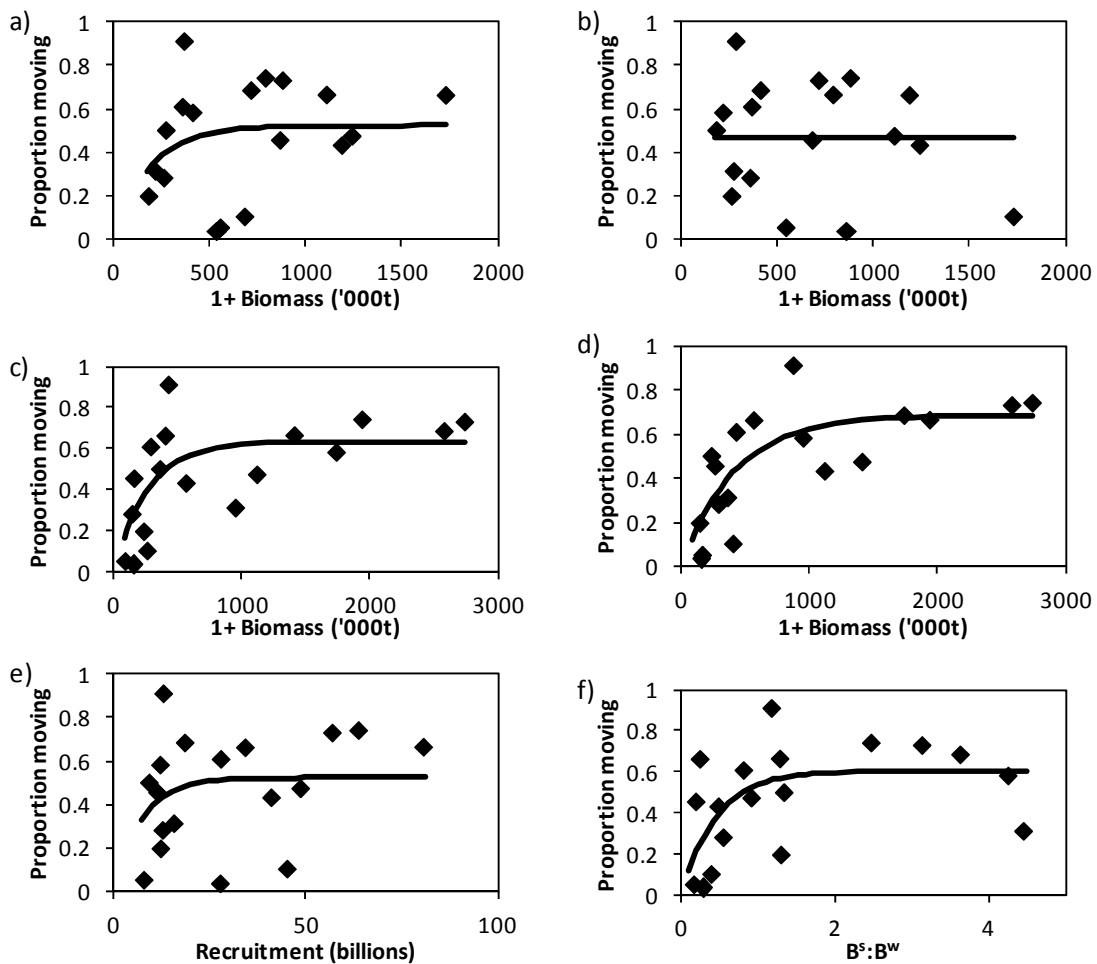 a)
Proportion moving
1
0.8
0.6
0.4
0.2
0
0 500 1000 1500 2000
1+ Biomass ('000t)
b)
Proportion moving
1
0.8
0.6
0.4
0.2
0
0 500 1000 1500 2000
1+ Biomass ('000t)
c)
Proportion moving
1
0.8
0.6
0.4
0.2
0
0 1000 2000 3000
1+ Biomass ('000t)
d)
Proportion moving
1
0.8
0.6
0.4
0.2
0
0 1000 2000 3000
1+ Biomass ('000t)
e)
Proportion moving
1
0.8
0.6
0.4
0.2
0
0 50 100
Recruitment (billions)
f)
Proportion moving
1
0.8
0.6
0.4
0.2
0
0 2 4
Bˢ:Bʷ